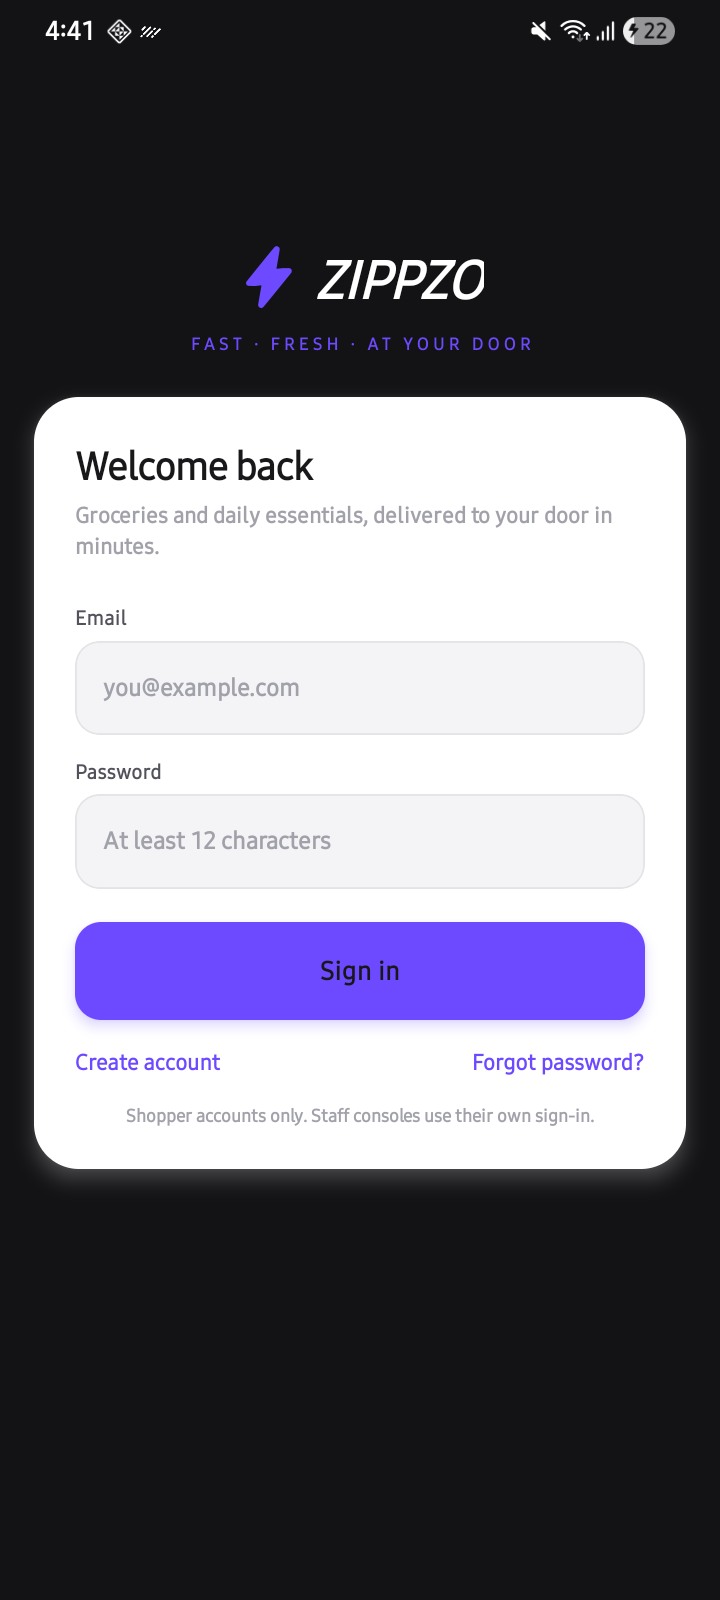 4:41
22
ZIPPZO
FAST · FRESH · AT YOUR DOOR
Welcome back
Groceries and daily essentials, delivered to your door in
minutes.
Email
you@example.com
Password
At least 12 characters
Sign in
Create account
Forgot password?
Shopper accounts only. Staff consoles use their own sign-in.